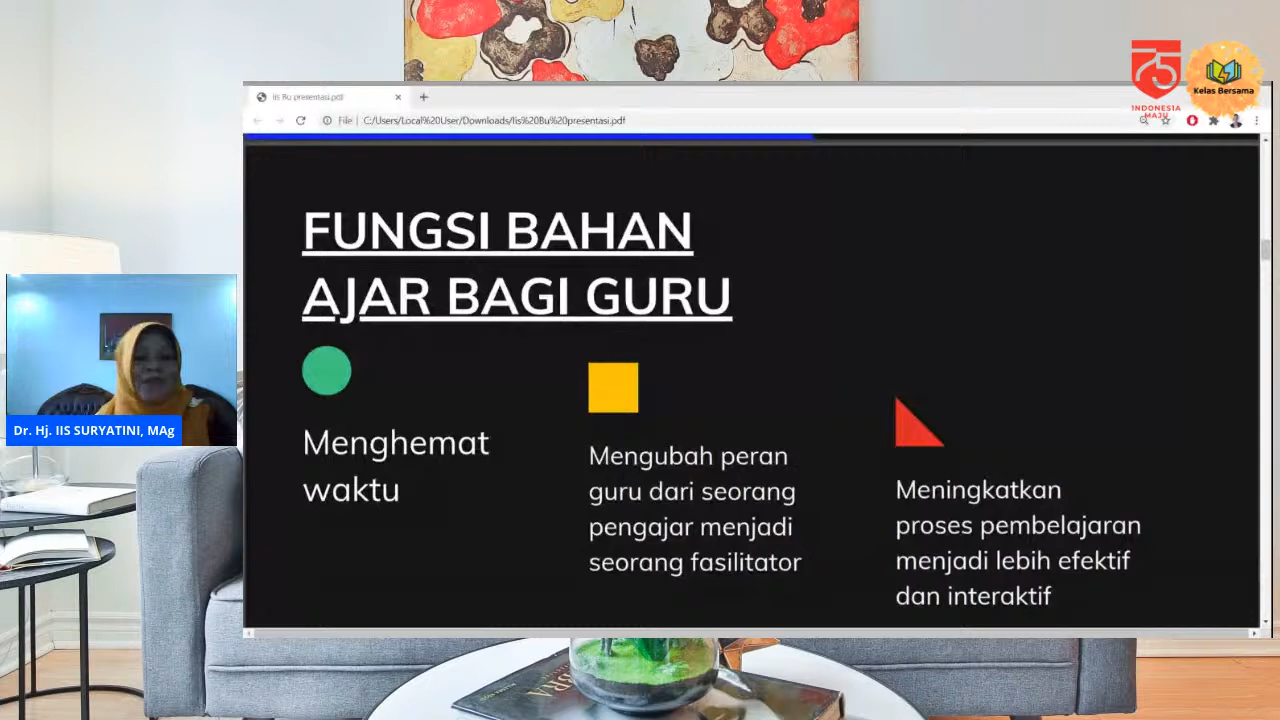 Iis Bu presentasi.pdf
File
C:/Users/Local%20User/Downloads/Iis%20Bu%20presentasi.pdf
75
INDONESIA
MAJU
Kelas Bersama
FUNGSI BAHAN
AJAR BAGI GURU
Menghemat
waktu
Mengubah peran
guru dari seorang
pengajar menjadi
seorang fasilitator
Meningkatkan
proses pembelajaran
menjadi lebih efektif
dan interaktif
Dr. Hj. IIS SURYATINI, MAg